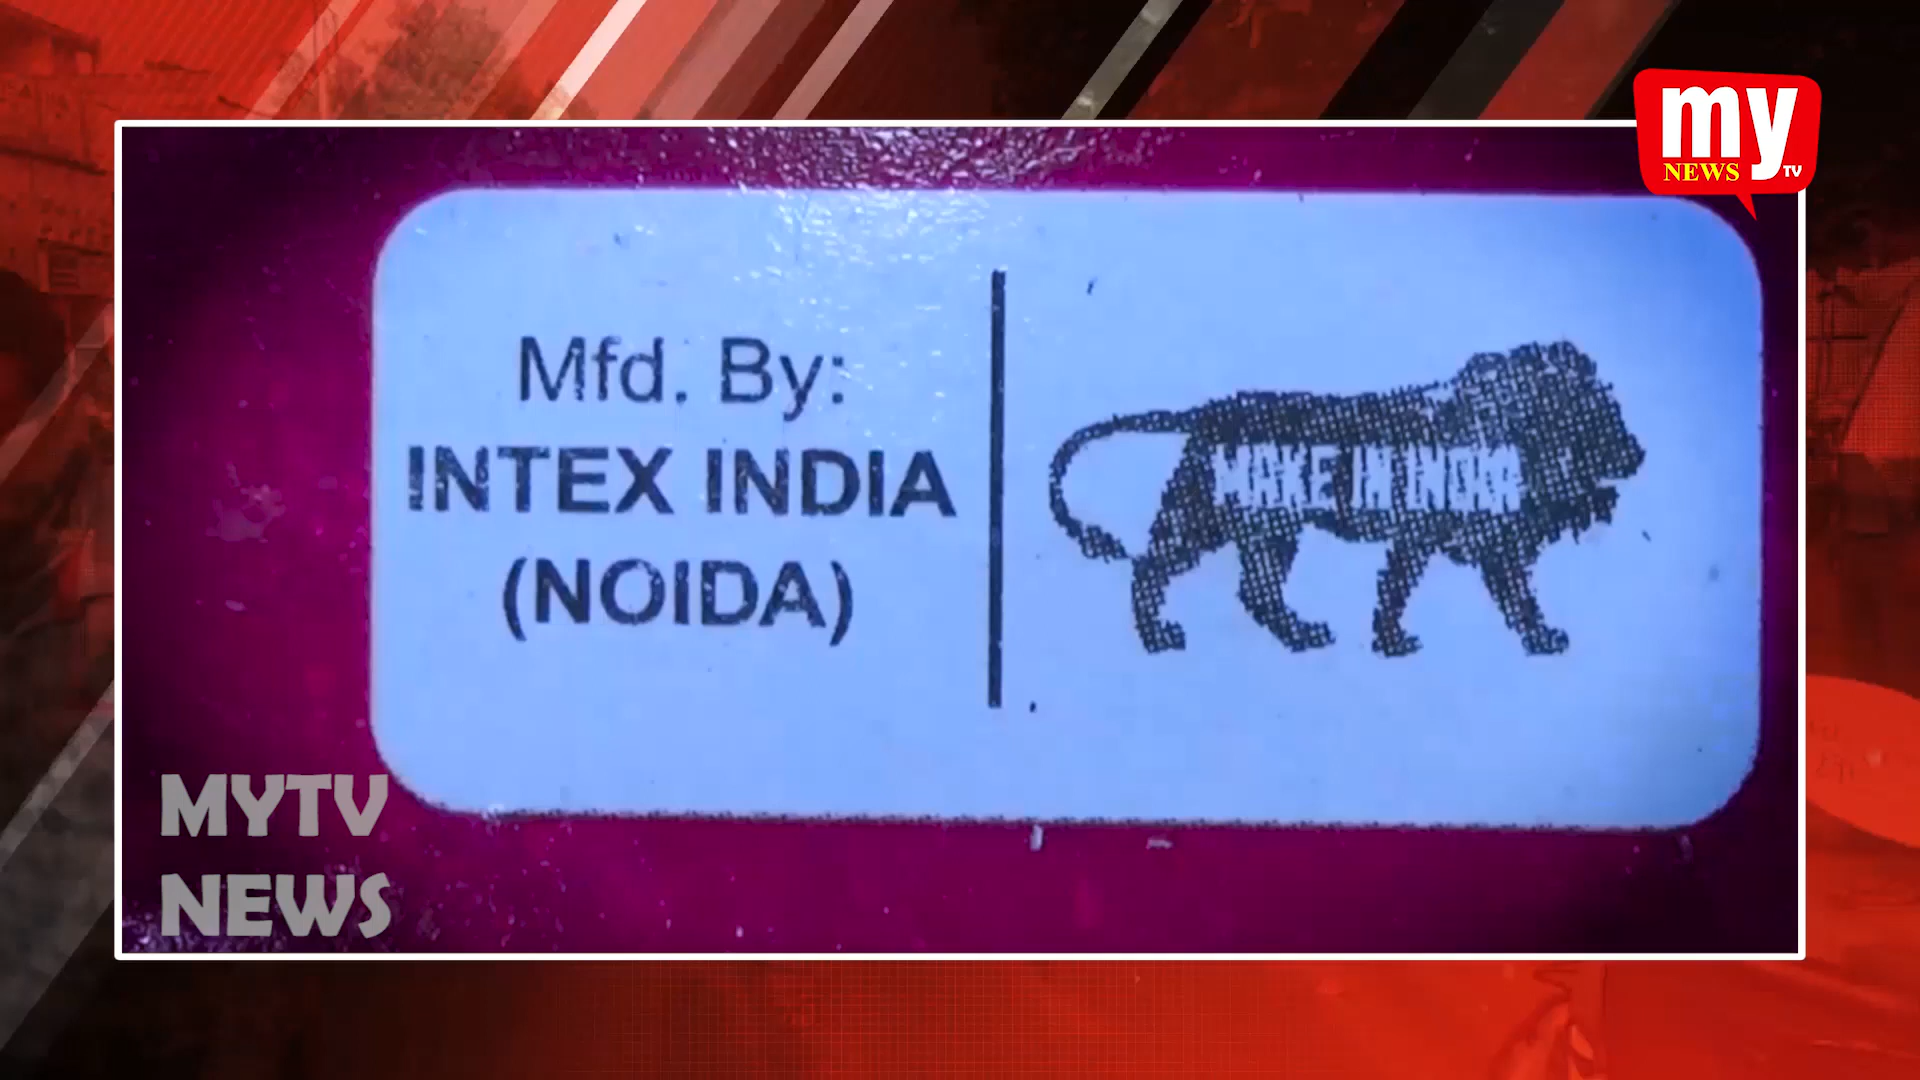 my
NEWS TV
Mfd. By:
INTEX INDIA
(NOIDA)
MAKE IN INDIA
MYTV
NEWS